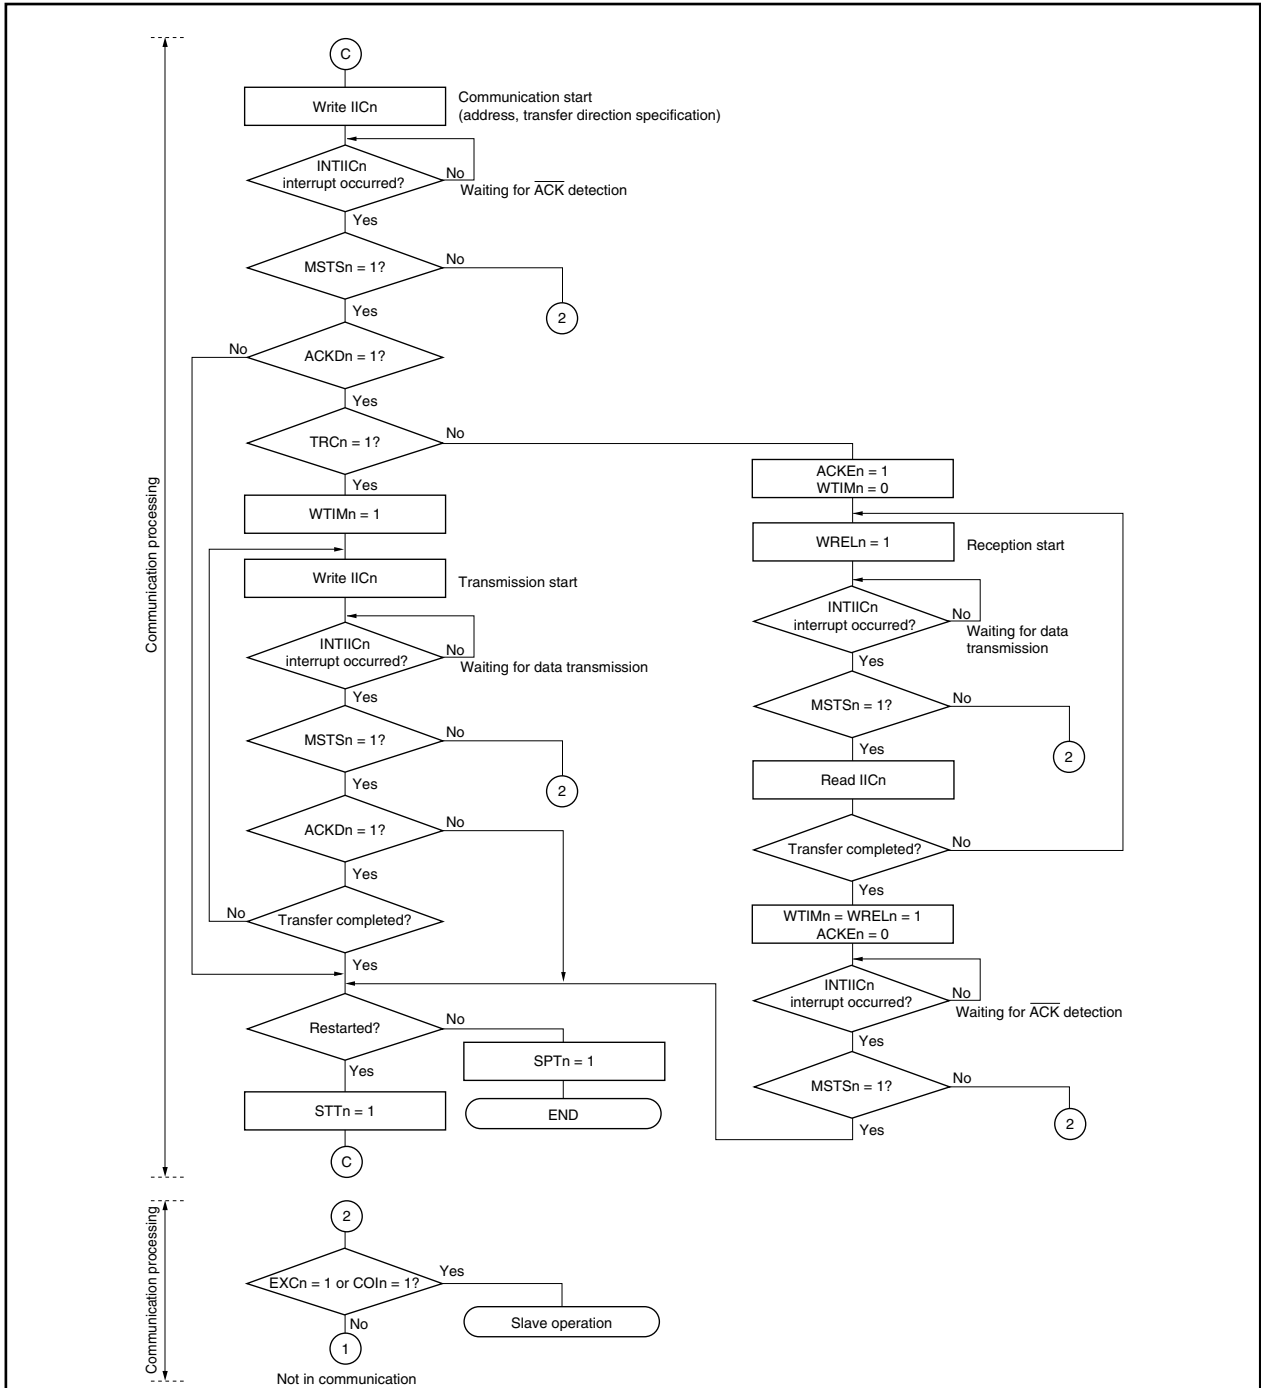 C
Write IICn
Communication start
(address, transfer direction specification)
INTIICn
interrupt occurred?
No
Waiting for ACK detection
Yes
MSTSn = 1?
No
2
Yes
ACKDn = 1?
No
Yes
TRCn = 1?
No
Yes
WTIMn = 1
Write IICn
Transmission start
INTIICn
interrupt occurred?
No
Waiting for data transmission
Yes
MSTSn = 1?
No
2
Yes
ACKDn = 1?
No
Yes
Transfer completed?
No
Yes
ACKEn = 1
WTIMn = 0
WRELn = 1
Reception start
INTIICn
interrupt occurred?
No
Waiting for data
transmission
Yes
MSTSn = 1?
No
2
Yes
Read IICn
Transfer completed?
No
Yes
WTIMn = WRELn = 1
ACKEn = 0
INTIICn
interrupt occurred?
No
Waiting for ACK detection
Yes
MSTSn = 1?
No
2
Yes
Restarted?
No
SPTn = 1
END
Yes
STTn = 1
C
Communication processing
2
EXCn = 1 or COIn = 1?
Yes
Slave operation
No
1
Not in communication
Communication processing